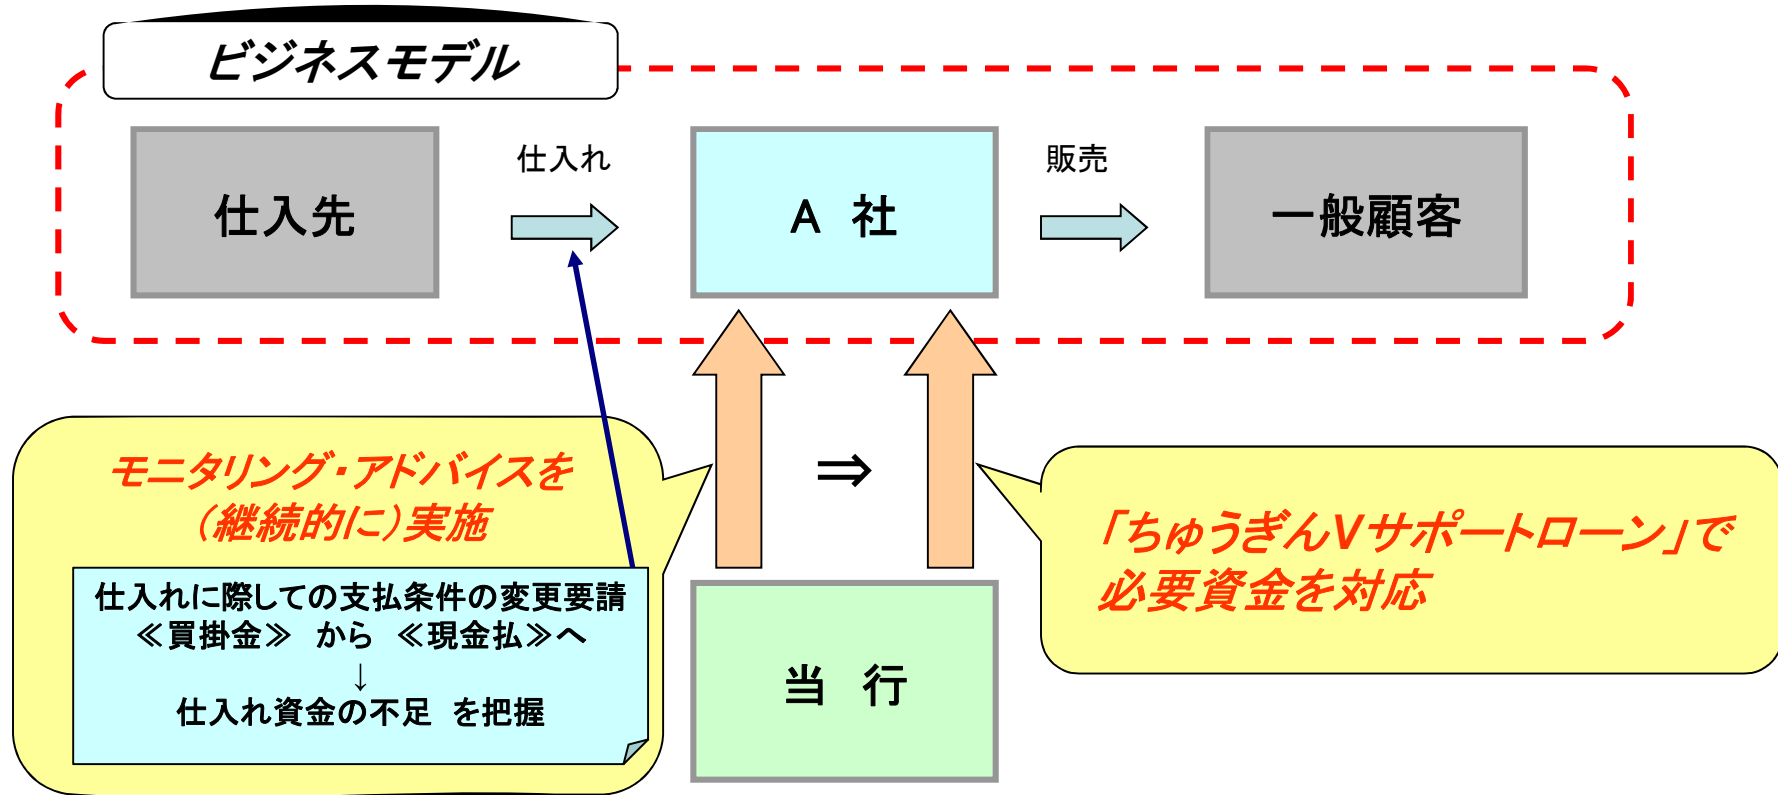 ビジネスモデル
仕入先
仕入れ
A 社
販売
一般顧客
モニタリング・アドバイスを
(継続的に)実施
仕入れに際しての支払条件の変更要請
≪買掛金≫ から ≪現金払≫へ
↓
仕入れ資金の不足 を把握
⇒
「ちゅうぎんVサポートローン」で
必要資金を対応
当 行